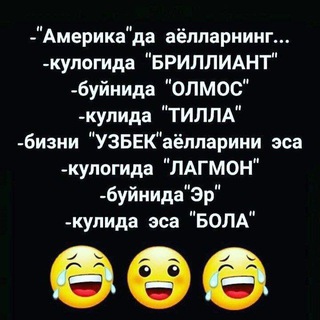 -"Америка"да аёлларнинг...
-кулогида "БРИЛЛИАНТ"
-буйнида "ОЛМОС"
-кулида "ТИЛЛА"
-бизни "УЗБЕК"аёлларини эса
-кулогида "ЛАГМОН"
-буйнида"Эр"
-кулида эса "БОЛА"